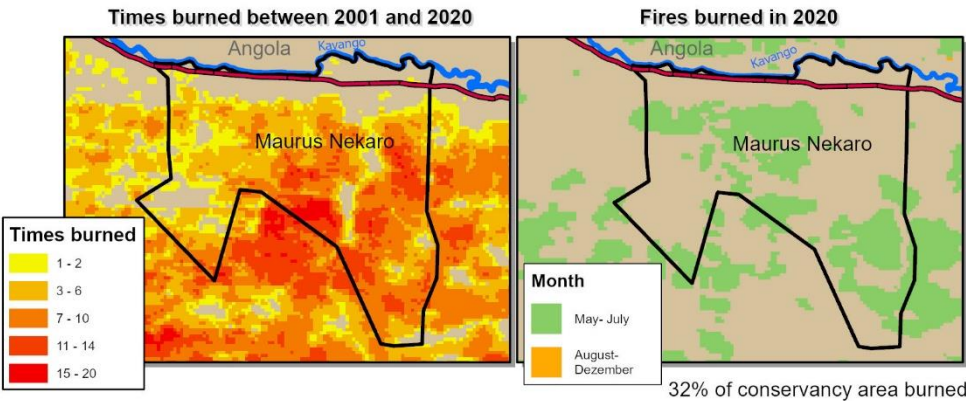 Times burned between 2001 and 2020
Angola
Kavango
Maurus Nekaro
Times burned
1 - 2
3 - 6
7 - 10
11 - 14
15 - 20
Fires burned in 2020
Angola
Kavango
Maurus Nekaro
Month
May- July
August-
Dezember
32% of conservancy area burned